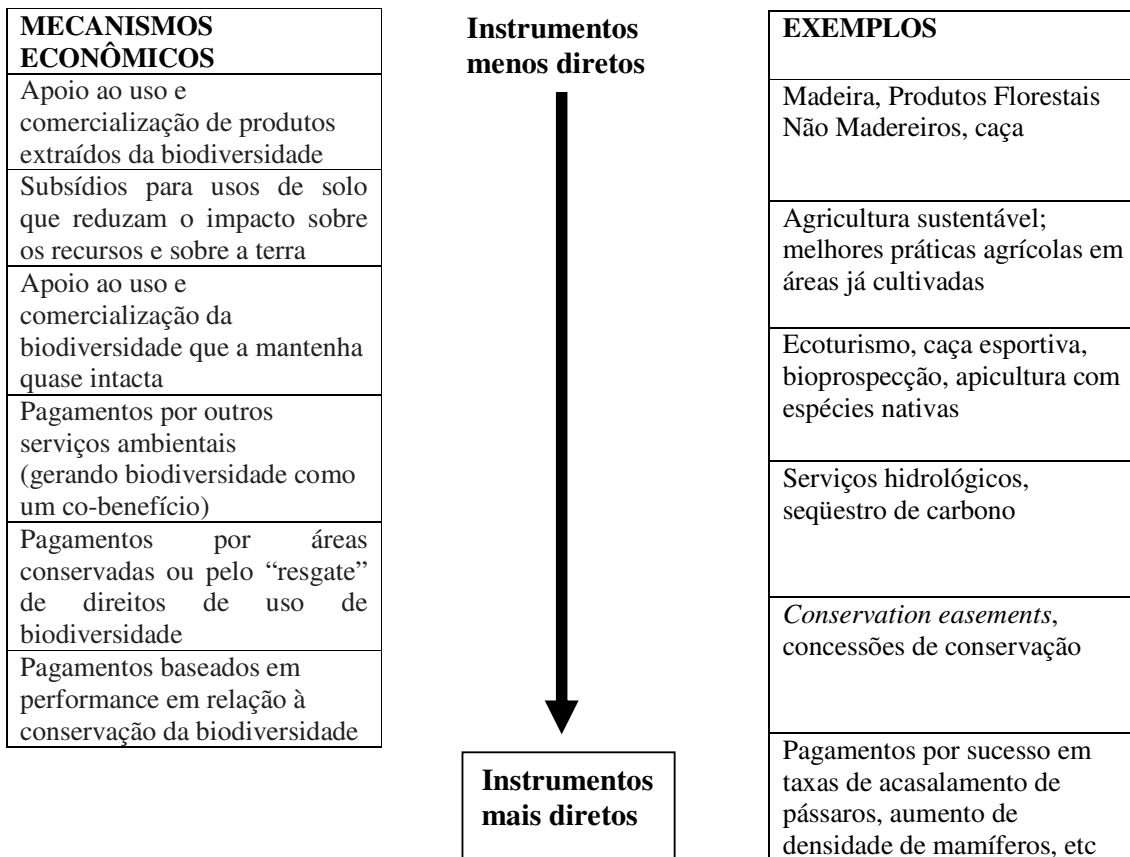 MECANISMOS
ECONÔMICOS
Apoio ao uso e
comercialização de produtos
extraídos da biodiversidade
Subsídios para usos de solo
que reduzam o impacto sobre
os recursos e sobre a terra
Apoio ao uso e
comercialização da
biodiversidade que a mantenha
quase intacta
Pagamentos por outros
serviços ambientais
(gerando biodiversidade como
um co-benefício)
Pagamentos por áreas
conservadas ou pelo “resgate”
de direitos de uso de
biodiversidade
Pagamentos baseados em
performance em relação à
conservação da biodiversidade
Instrumentos
menos diretos
Instrumentos
mais diretos
EXEMPLOS
Madeira, Produtos Florestais
Não Madereiros, caça
Agricultura sustentável;
melhores práticas agrícolas em
áreas já cultivadas
Ecoturismo, caça esportiva,
bioprospecção, apicultura com
espécies nativas
Serviços hidrológicos,
seqüestro de carbono
Conservation easements,
concessões de conservação
Pagamentos por sucesso em
taxas de acasalamento de
pássaros, aumento de
densidade de mamíferos, etc